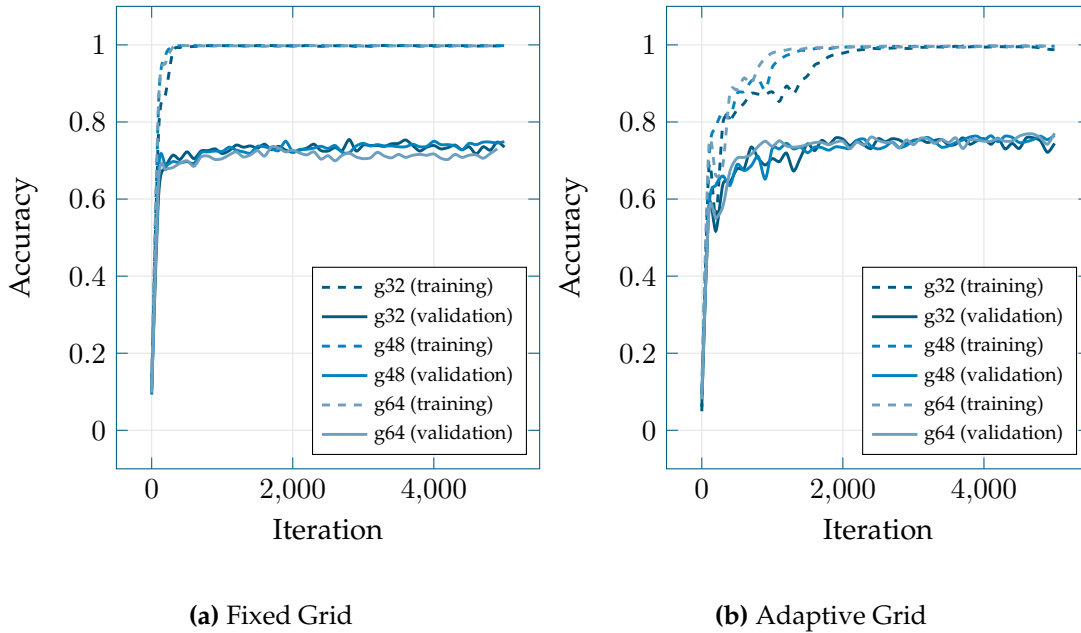 1
0.8
0.6
0.4
0.2
0
Accuracy
g32 (training)
g32 (validation)
g48 (training)
g48 (validation)
g64 (training)
g64 (validation)
0
2,000
4,000
Iteration
(a) Fixed Grid
1
0.8
0.6
0.4
0.2
0
Accuracy
g32 (training)
g32 (validation)
g48 (training)
g48 (validation)
g64 (training)
g64 (validation)
0
2,000
4,000
Iteration
(b) Adaptive Grid